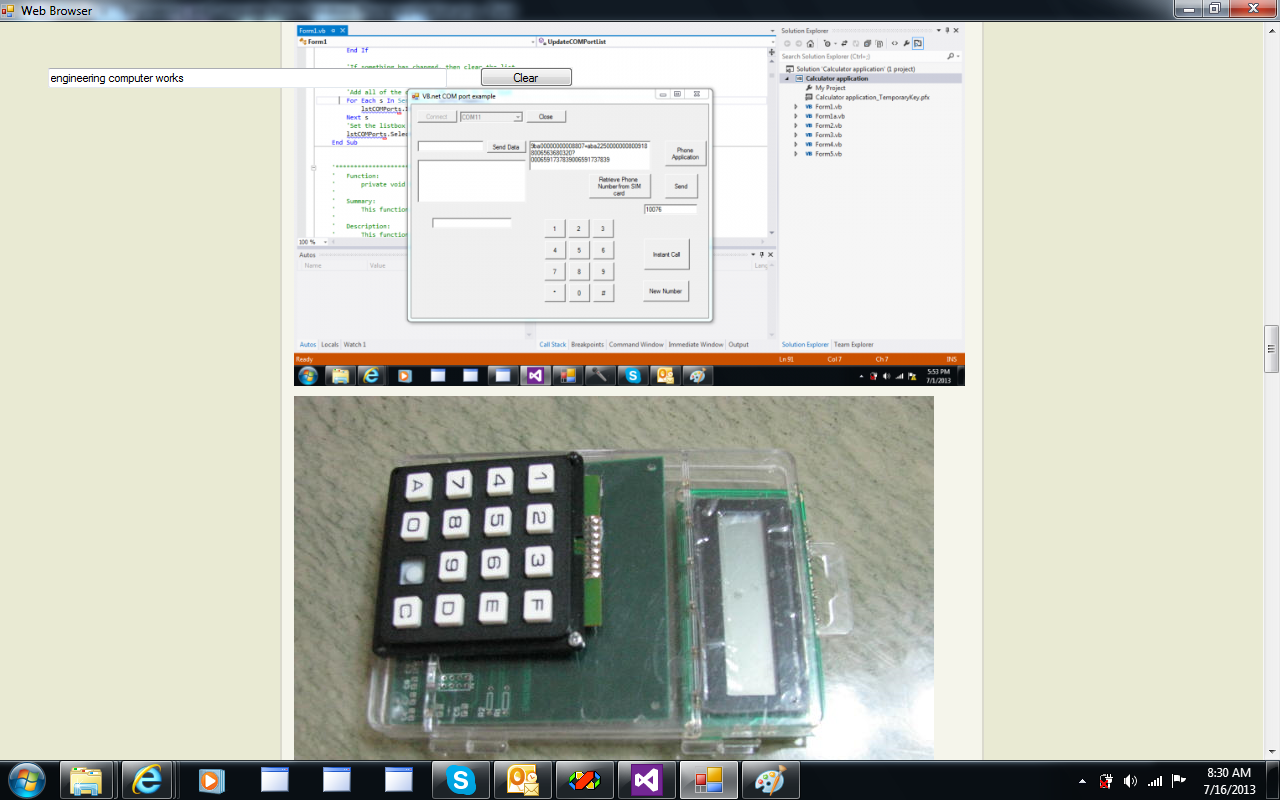 Web Browser
Form1.vb
Form1
UpdateCOMPortList
End If
'If something has changed, then clear the list
engineering computer works
Clear
'Add all of the
For Each s In
lstCOMPorts.
Next s
'Set the listbox
lstCOMPorts.Selec
End Sub
Function:
private void
Summary:
This function
Description:
This function
100 %
VB.net COM port example
Connect
COM11
Close
Send Data
Phone
Application
Retrieve Phone
Number from SIM
card
Send
10076
1 2 3
4 5 6
7 8 9
* 0 #
Instant Call
New Number
Solution Explorer
Search Solution Explorer (Ctrl+;)
Solution 'Calculator application' (1 project)
Calculator application
My Project
Calculator application_TemporaryKey.pfx
Form1.vb
Form1a.vb
Form2.vb
Form3.vb
Form4.vb
Form5.vb
Autos
Name Value
Autos Locals Watch 1
Call Stack Breakpoints Command Window Immediate Window Output
Solution Explorer Team Explorer
Ready
Ln 91 Col 7 Ch 7 INS
5:53 PM
7/1/2013
A 7 4 1
0 8 5 2
9 6 3
C D E F
8:30 AM
7/16/2013